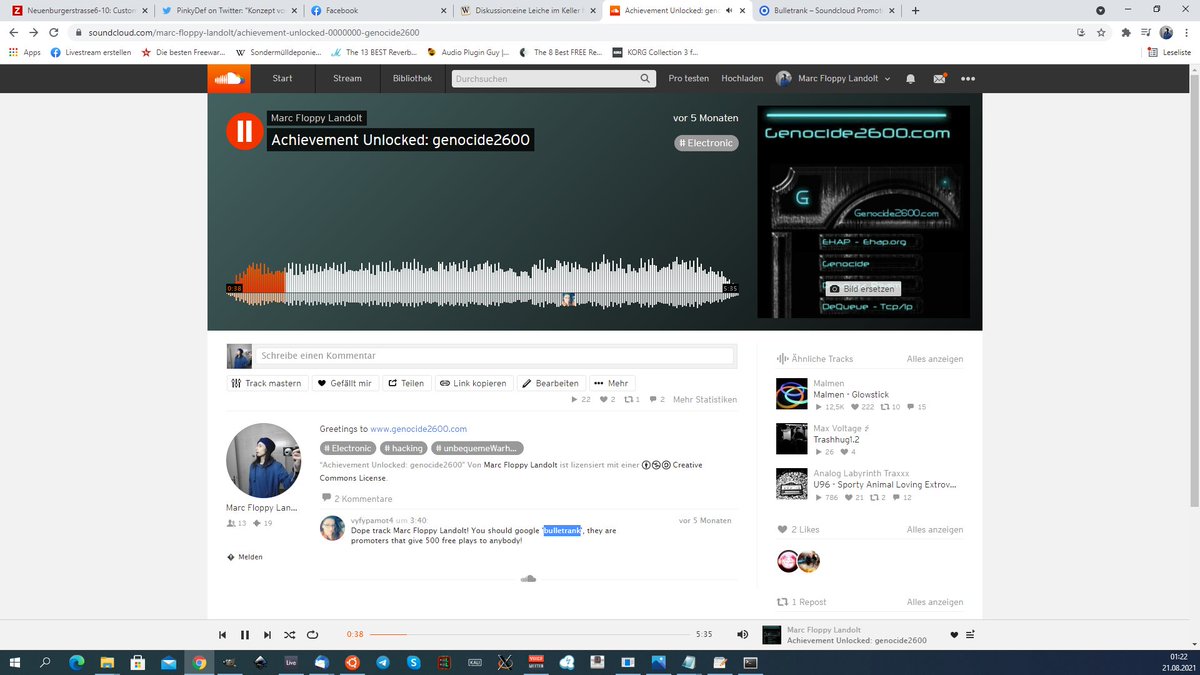 Neuenburgerstrasse6-10: Custom
PinkyDef on Twitter: "Konzept vo
Facebook
Diskussion:eine Leiche im Keller
Achievement Unlocked: gen
Bulletrank – Soundcloud Promot
soundcloud.com/marc-floppy-landolt/achievement-unlocked-0000000-genocide2600
Apps
Livestream erstellen
Die besten Freewar...
Sondermülldeponie...
The 13 BEST Reverb...
Audio Plugin Guy |...
The 8 Best FREE Re...
KORG Collection 3 f...
Leseliste
Start
Stream
Bibliothek
Durchsuchen
Pro testen
Hochladen
Marc Floppy Landolt
Marc Floppy Landolt
Achievement Unlocked: genocide2600
vor 5 Monaten
# Electronic
Genocide2600.com
G
Genocide2600.com
EHAP - Ehap.org
Genocide
Bild ersetzen
DeQueue - Tcp/Ip
0:38
5:35
Schreibe einen Kommentar
Track mastern
Gefällt mir
Teilen
Link kopieren
Bearbeiten
Mehr
22
2
1
2
Mehr Statistiken
Greetings to www.genocide2600.com
# Electronic
# hacking
# unbequemeWarh...
"Achievement Unlocked: genocide2600" Von Marc Floppy Landolt ist lizensiert mit einer Creative
Commons License.
2 Kommentare
vyfypamot4 um 3:40:
vor 5 Monaten
Dope track Marc Floppy Landolt! You should google 'bulletrank', they are
promoters that give 500 free plays to anybody!
Marc Floppy Lan...
13
19
Melden
Ähnliche Tracks
Alles anzeigen
Malmen
Malmen - Glowstick
12,5K
222
10
15
Max Voltage
Trashhug1.2
26
4
Analog Labyrinth Traxxx
U96 - Sporty Animal Loving Extrov...
786
21
2
12
2 Likes
Alles anzeigen
1 Repost
Alles anzeigen
0:38
5:35
Marc Floppy Landolt
Achievement Unlocked: genocide2600
Live
01:22
21.08.2021